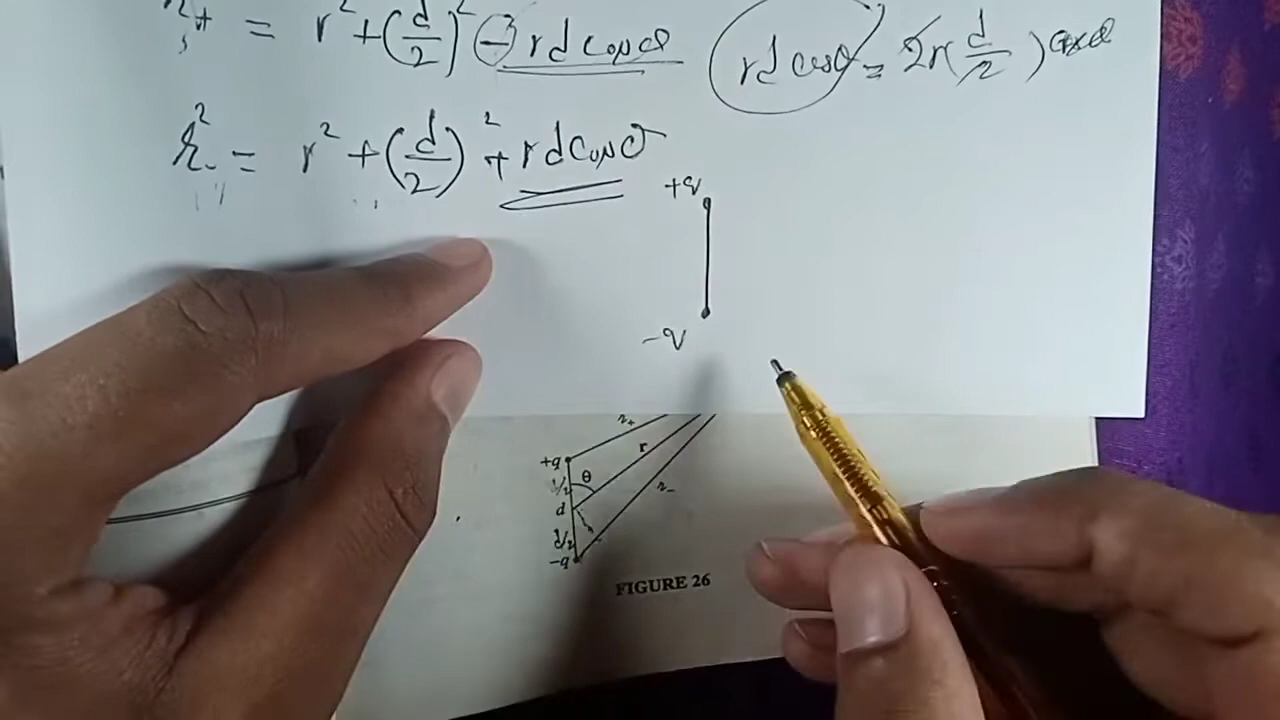 r₊² = r² + (d/2)² − rd cosθ
rd cosθ = 2r(d/2) cosθ
r₋² = r² + (d/2)² + rd cosθ
+q
−q
r₊
+q
θ
r
d/2
r₋
d
d/2
-q
FIGURE 26